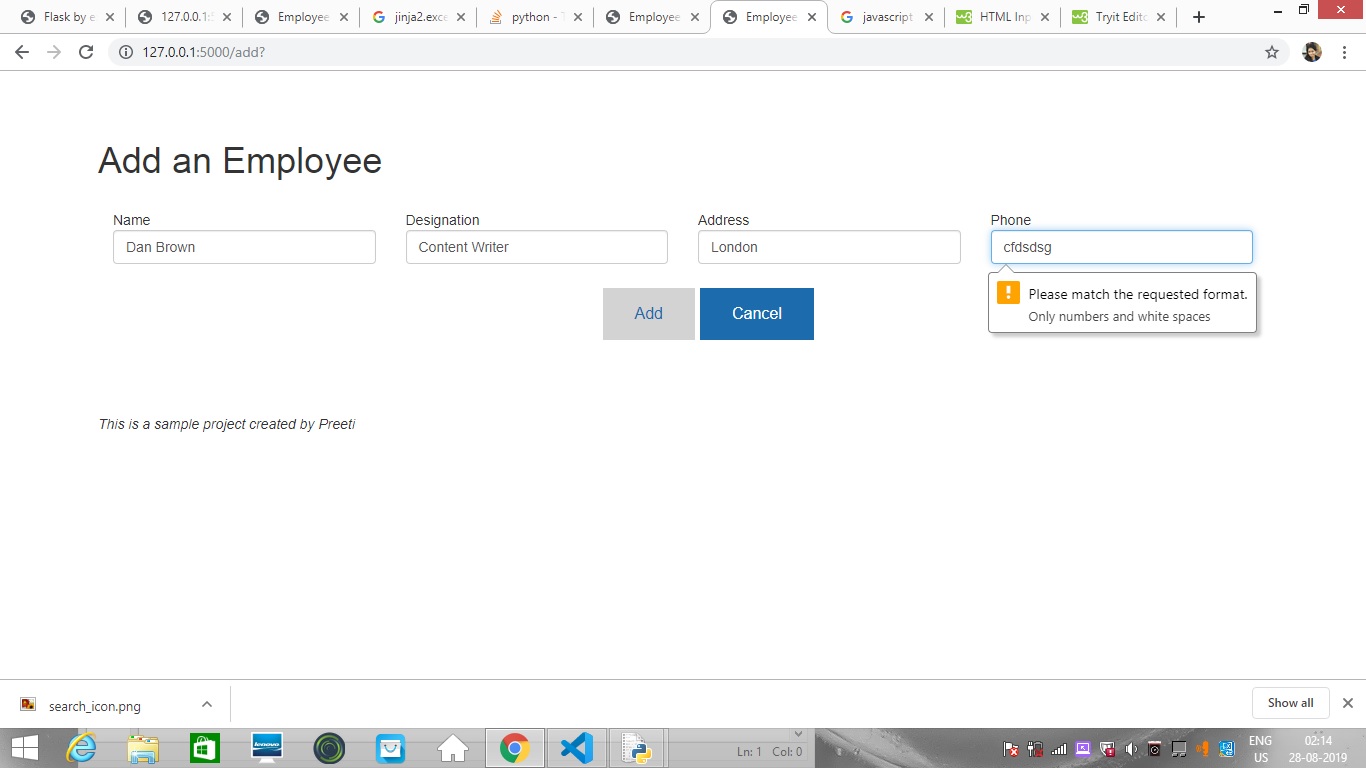 Flask by e
127.0.0.1:5
Employee
jinja2.exce
python - T
Employee
Employee
javascript
HTML Inp
Tryit Edito
127.0.0.1:5000/add?
Add an Employee
Name Designation Address Phone
Dan Brown Content Writer London cfdsdsg
Add Cancel
Please match the requested format.
Only numbers and white spaces
This is a sample project created by Preeti
search_icon.png
Show all
lenovo
Ln: 1 Col: 0
ENG
US
02:14
28-08-2019